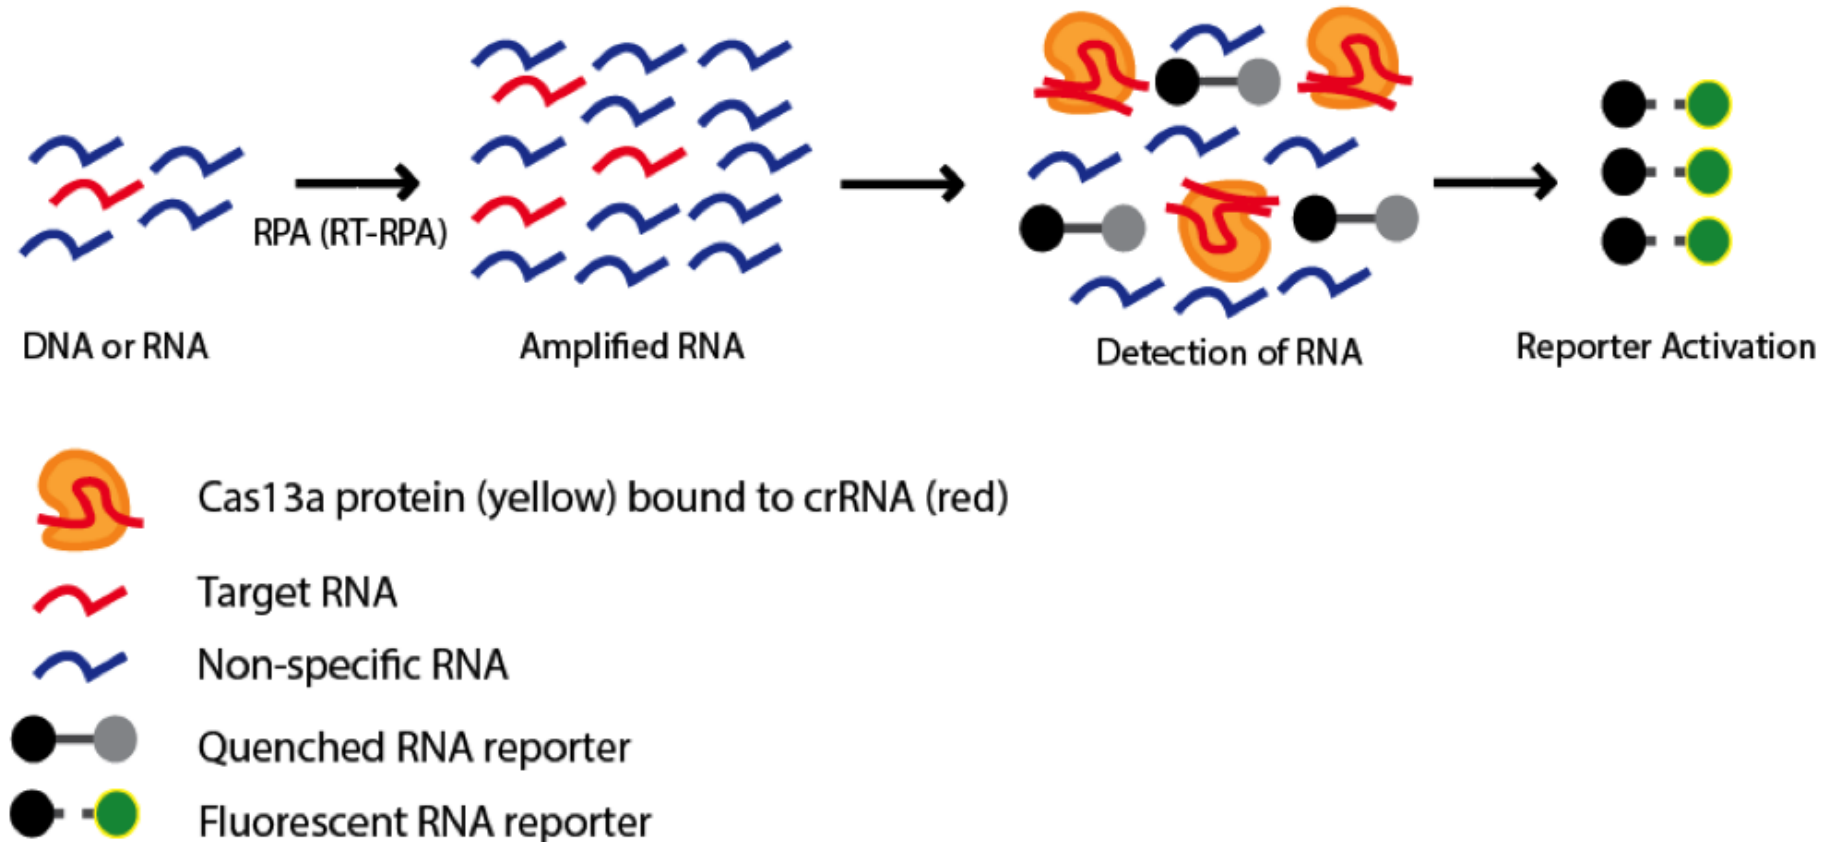 RPA (RT-RPA)
DNA or RNA
Amplified RNA
Detection of RNA
Reporter Activation
Cas13a protein (yellow) bound to crRNA (red)
Target RNA
Non-specific RNA
Quenched RNA reporter
Fluorescent RNA reporter